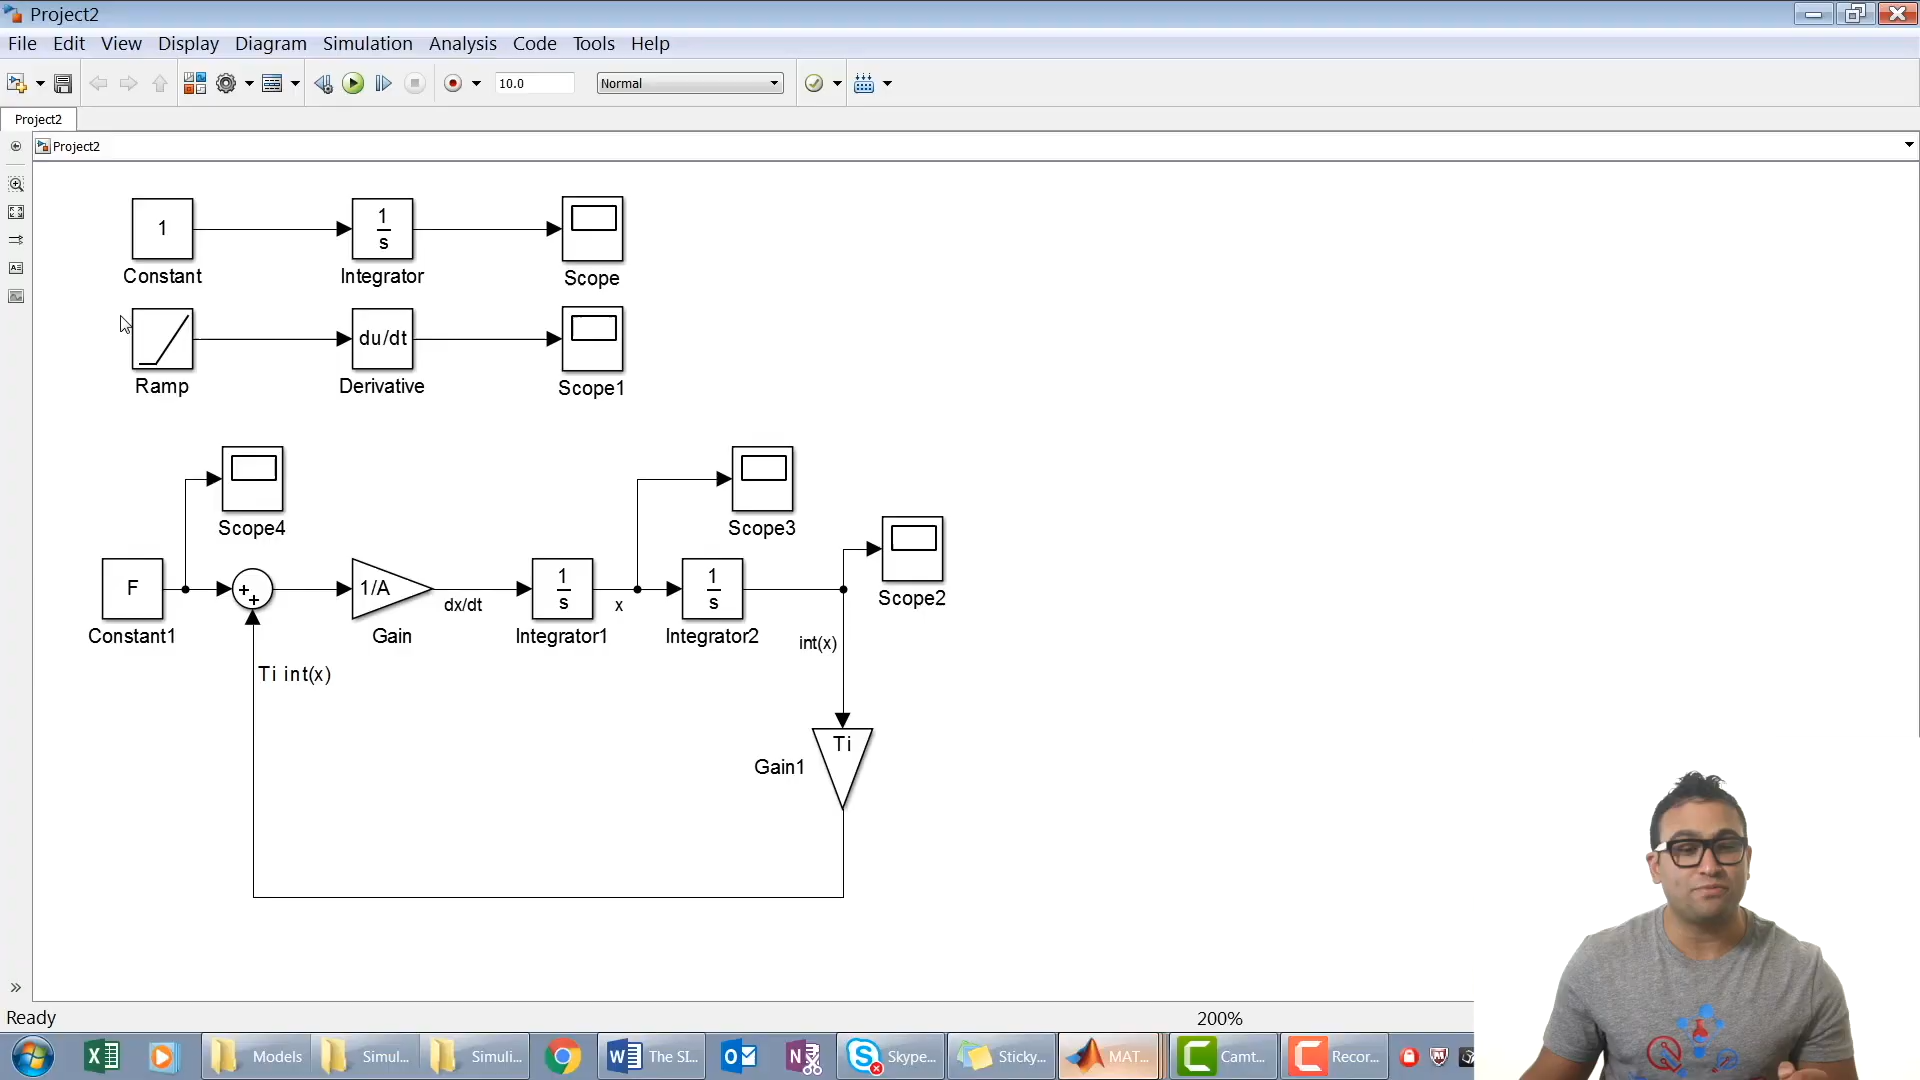 Project2
File Edit View Display Diagram Simulation Analysis Code Tools Help
10.0 Normal
Project2
Project2
1
Constant
1
s
Integrator
Scope
Ramp
du/dt
Derivative
Scope1
Scope4
Scope3
Scope2
F
Constant1
+
+
1/A
Gain
dx/dt
1
s
Integrator1
x
1
s
Integrator2
int(x)
Ti int(x)
Ti
Gain1
Ready 200%
Models Simul... Simuli... The SI... Skype... Sticky... MAT... Camt... Recor...